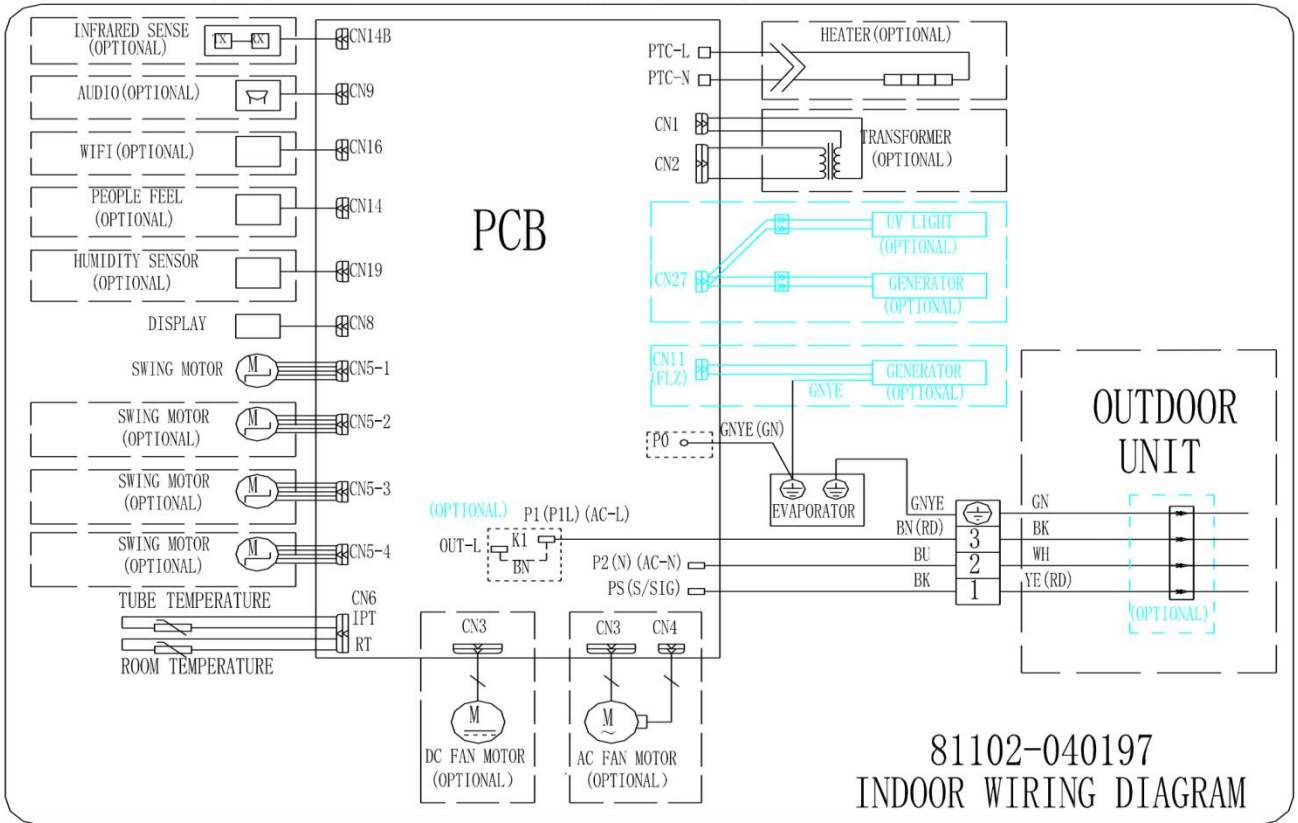 INFRARED SENSE
(OPTIONAL)
TX RX
CN14B
AUDIO(OPTIONAL)
CN9
WIFI(OPTIONAL)
CN16
PEOPLE FEEL
(OPTIONAL)
CN14
HUMIDITY SENSOR
(OPTIONAL)
CN19
DISPLAY
CN8
SWING MOTOR
M
CN5-1
SWING MOTOR
(OPTIONAL)
M
CN5-2
SWING MOTOR
(OPTIONAL)
M
CN5-3
SWING MOTOR
(OPTIONAL)
M
CN5-4
TUBE TEMPERATURE
CN6
IPT
RT
ROOM TEMPERATURE
PCB
PTC-L
PTC-N
HEATER(OPTIONAL)
CN1
CN2
TRANSFORMER
(OPTIONAL)
CN27
UV LIGHT
(OPTIONAL)
GENERATOR
(OPTIONAL)
CN11
(FLZ)
GENERATOR
(OPTIONAL)
GNYE
P0
GNYE(GN)
EVAPORATOR
(OPTIONAL)
P1(P1L)(AC-L)
OUT-L
K1
BN
P2(N)(AC-N)
PS(S/SIG)
GNYE
BN(RD)
BU
BK
3
2
1
GN
BK
WH
YE(RD)
OUTDOOR
UNIT
(OPTIONAL)
CN3
M
DC FAN MOTOR
(OPTIONAL)
CN3
CN4
M
~
AC FAN MOTOR
(OPTIONAL)
81102-040197
INDOOR WIRING DIAGRAM